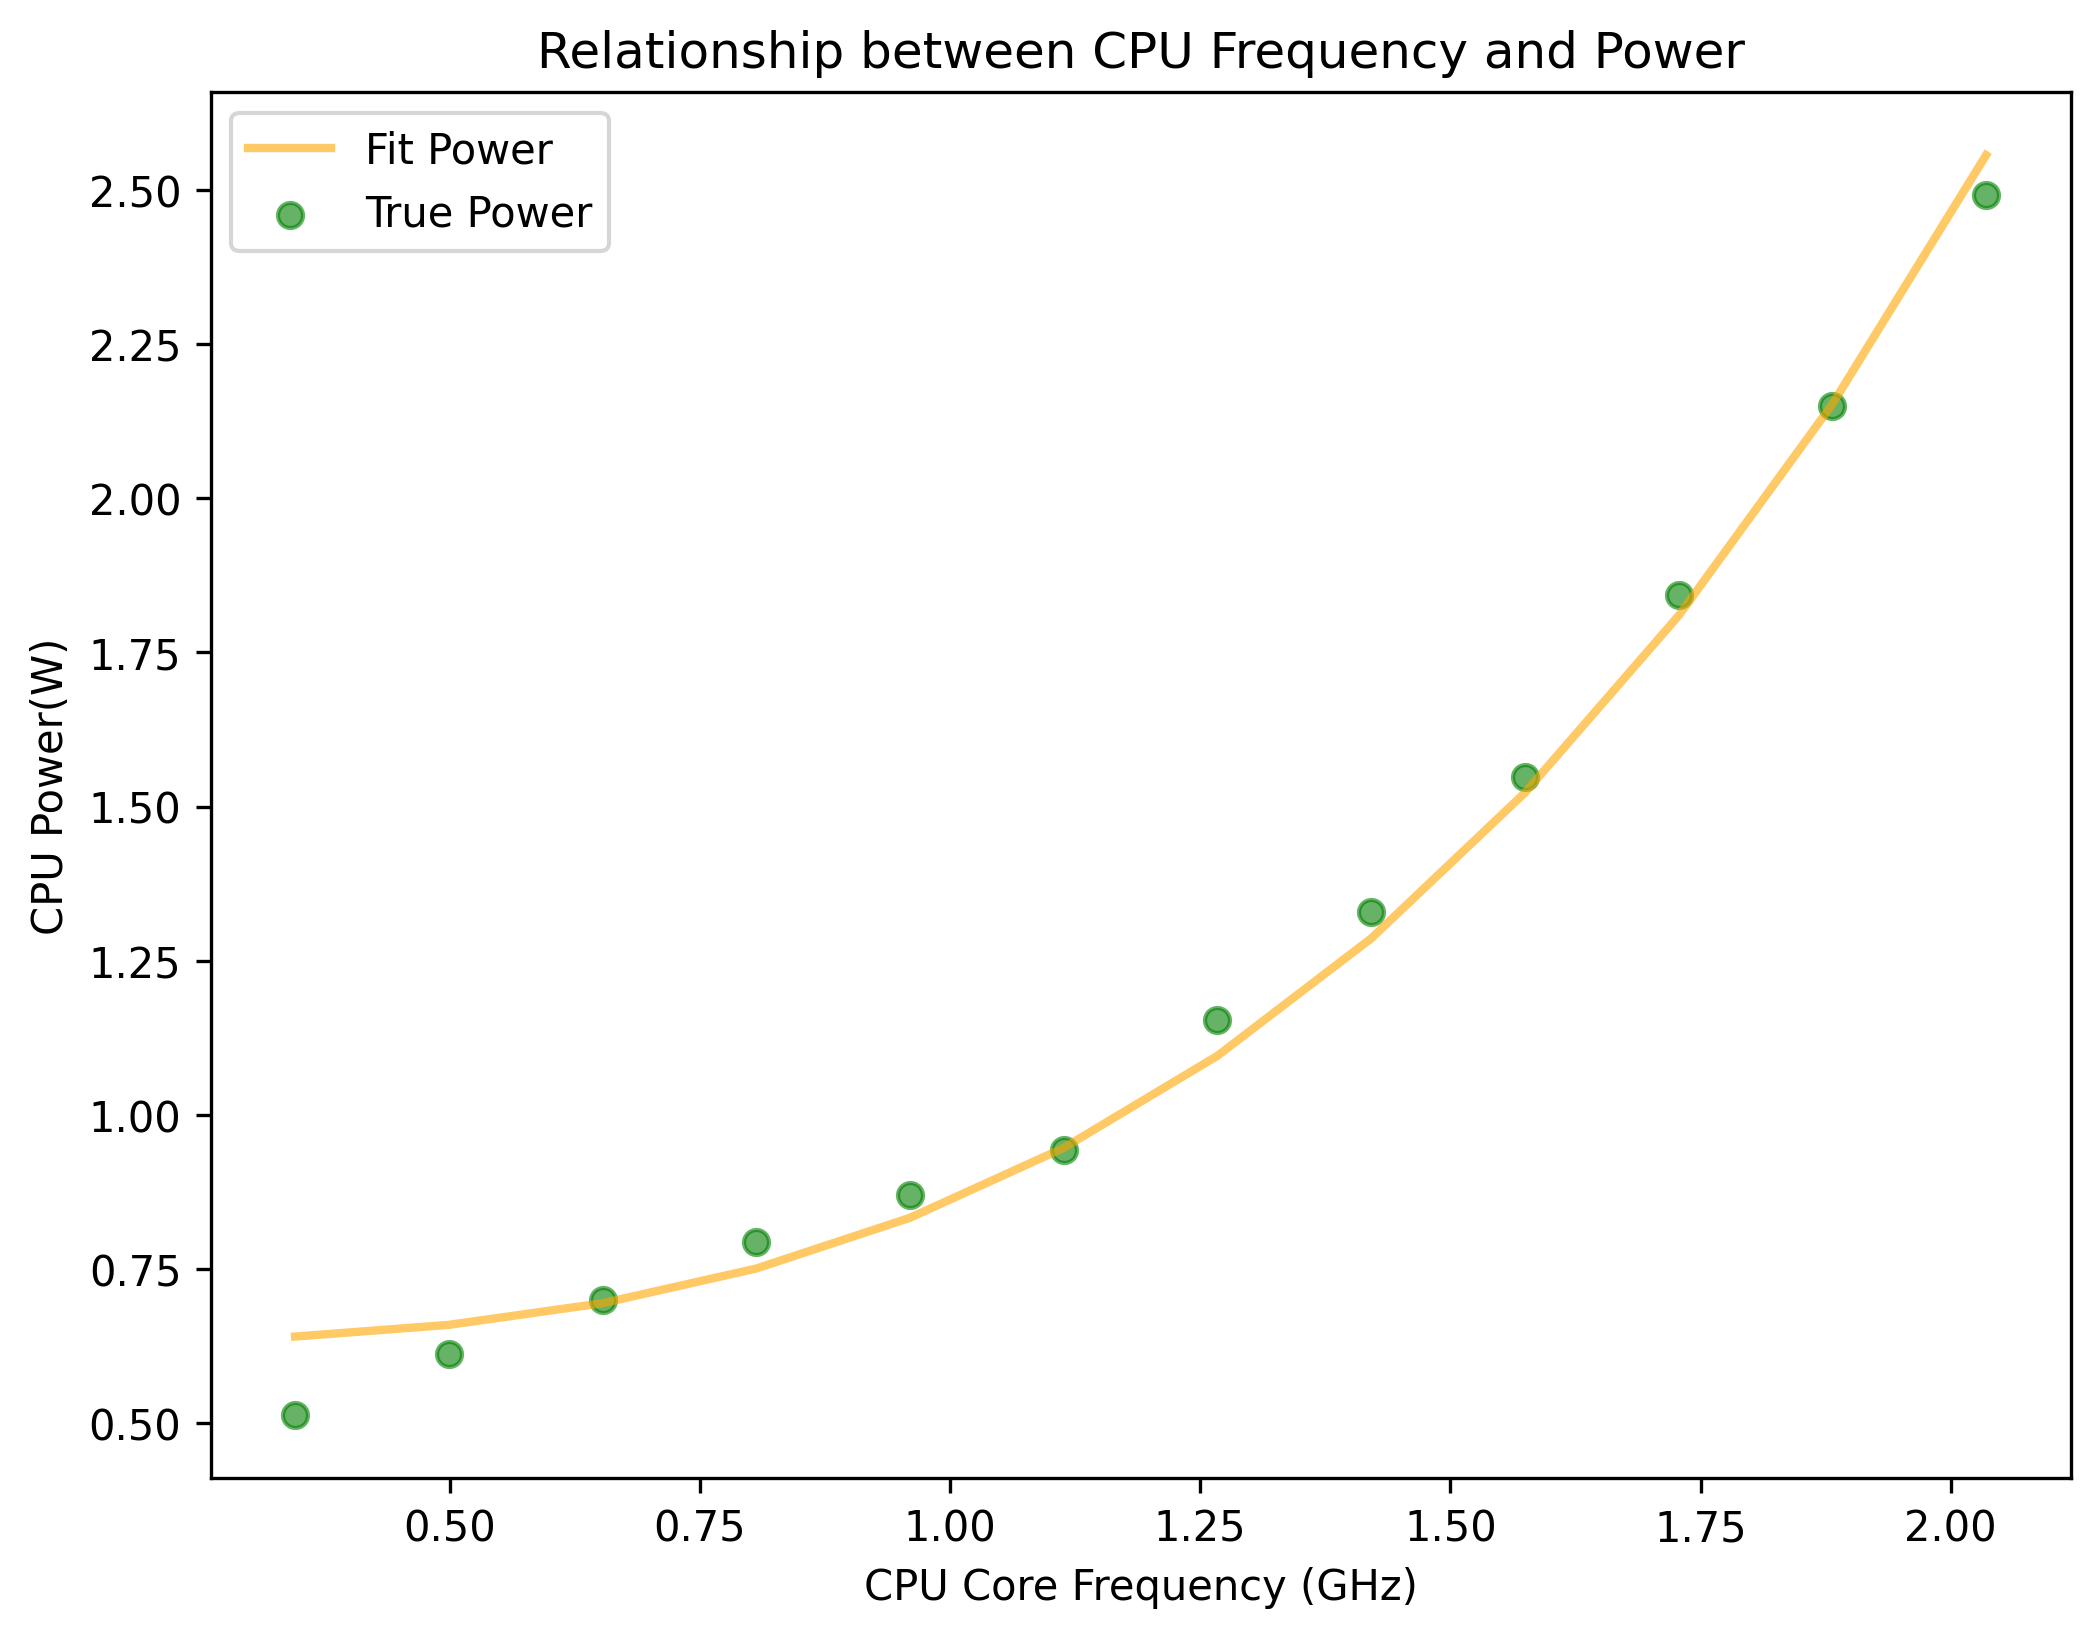 Relationship between CPU Frequency and Power
Fit Power
True Power
2.50
2.25
2.00
1.75
1.50
1.25
1.00
0.75
0.50
CPU Power(W)
0.50 0.75 1.00 1.25 1.50 1.75 2.00
CPU Core Frequency (GHz)